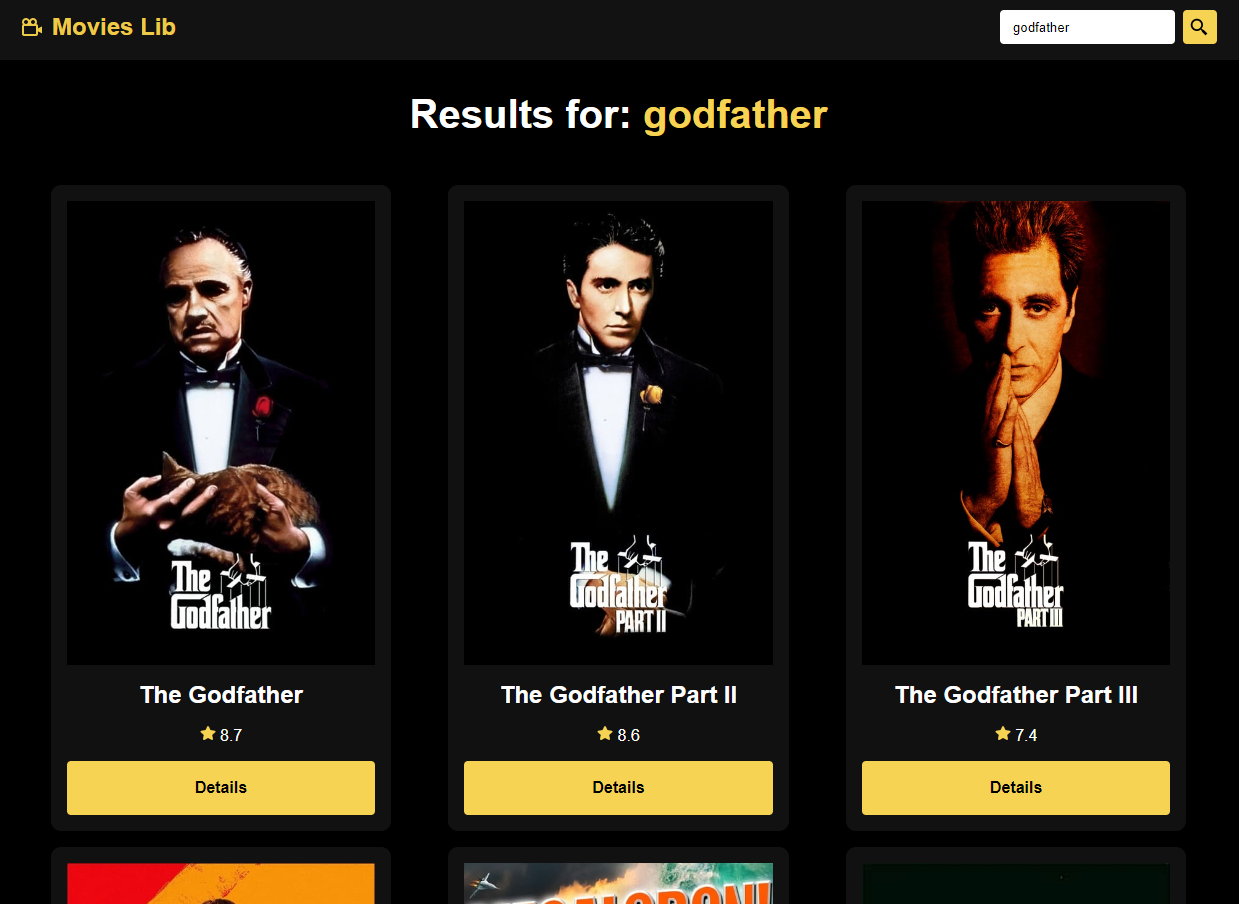 Movies Lib
godfather
Results for: godfather
The
Godfather
The
Godfather
PART II
The
Godfather
PART III
The Godfather
The Godfather Part II
The Godfather Part III
8.7
8.6
7.4
Details
Details
Details